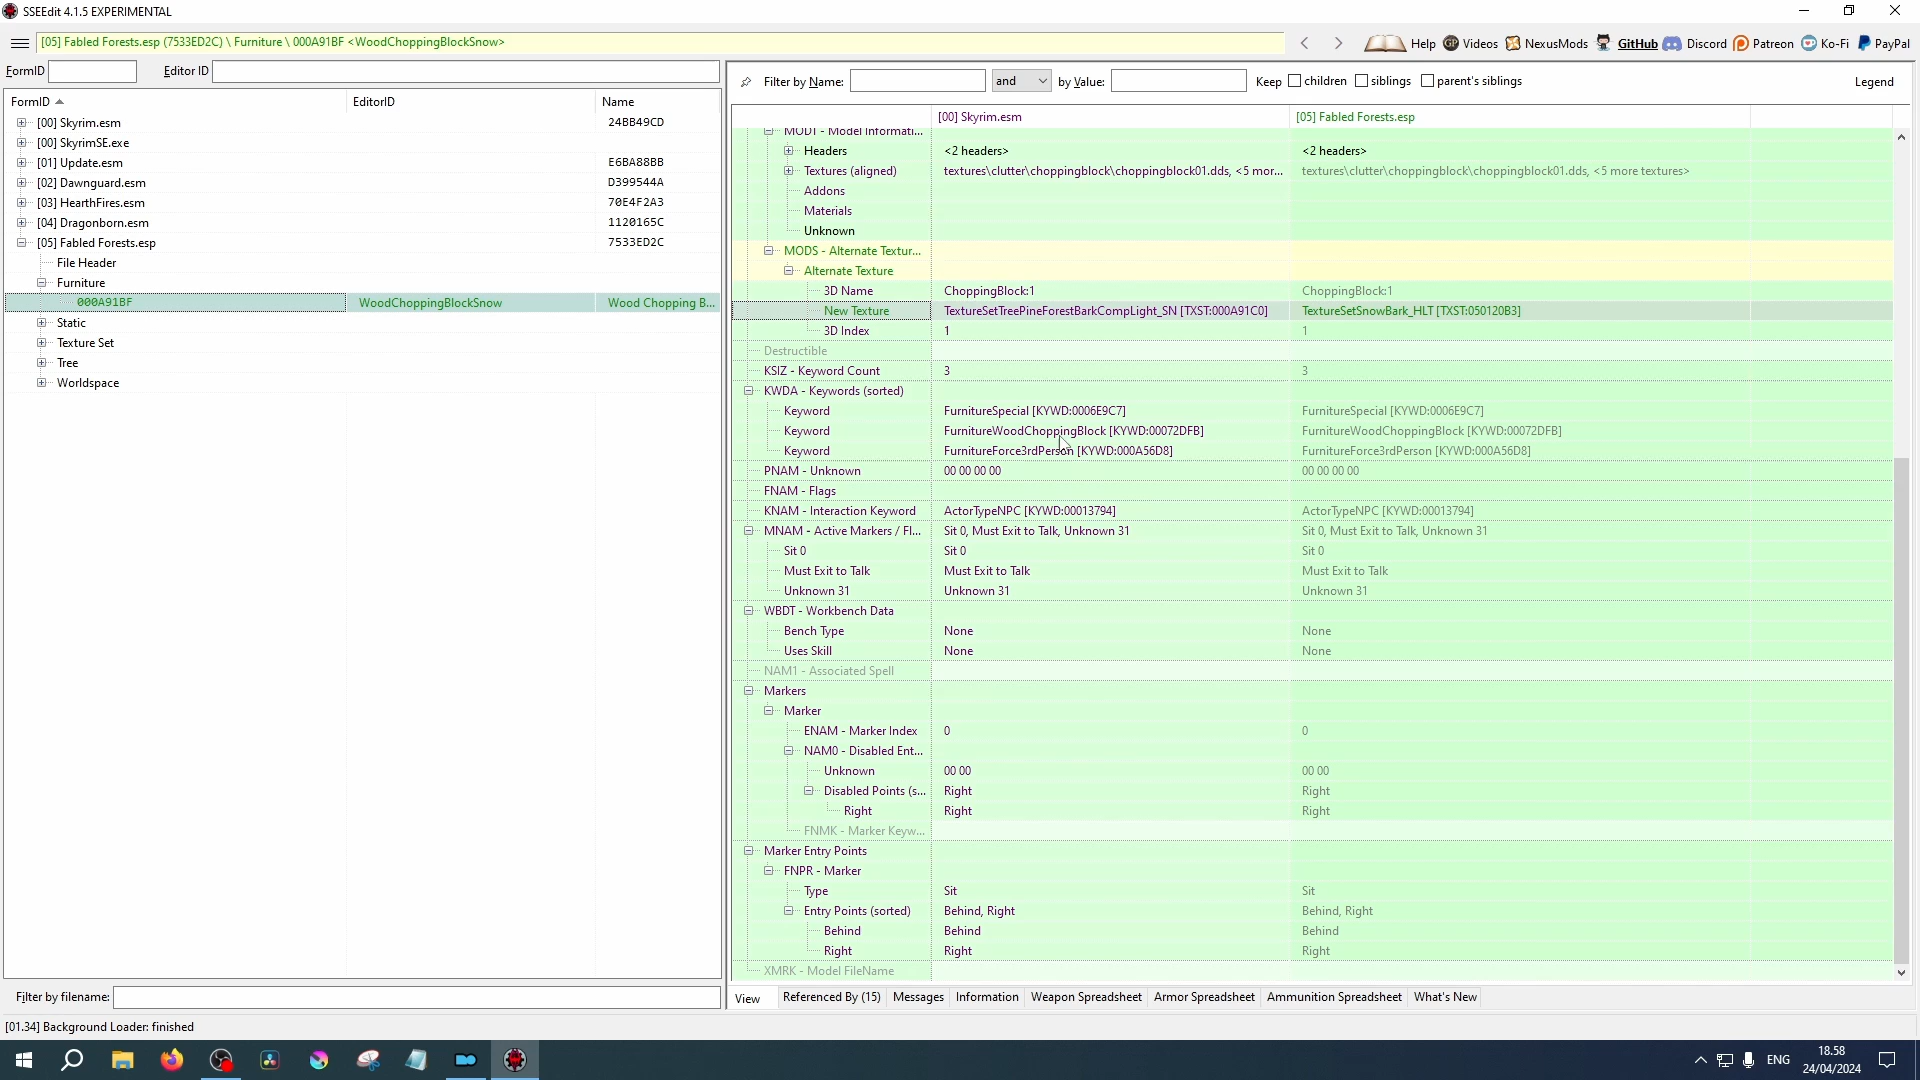 SSEEdit 4.1.5 EXPERIMENTAL
[05] Fabled Forests.esp (7533ED2C) \ Furniture \ 000A91BF <WoodChoppingBlockSnow>
Help Videos NexusMods GitHub Discord Patreon Ko-Fi PayPal
FormID Editor ID
Filter by Name: and by Value: Keep children siblings parent's siblings Legend
FormID EditorID Name
[00] Skyrim.esm 24BB49CD
[00] SkyrimSE.exe
[01] Update.esm E6BA88BB
[02] Dawnguard.esm D399544A
[03] HearthFires.esm 70E4F2A3
[04] Dragonborn.esm 1120165C
[05] Fabled Forests.esp 7533ED2C
File Header
Furniture
000A91BF WoodChoppingBlockSnow Wood Chopping B...
Static
Texture Set
Tree
Worldspace
[00] Skyrim.esm [05] Fabled Forests.esp
MODT - Model Informati...
Headers <2 headers> <2 headers>
Textures (aligned) textures\clutter\choppingblock\choppingblock01.dds, <5 mor... textures\clutter\choppingblock\choppingblock01.dds, <5 more textures>
Addons
Materials
Unknown
MODS - Alternate Textur...
Alternate Texture
3D Name ChoppingBlock:1 ChoppingBlock:1
New Texture TextureSetTreePineForestBarkCompLight_SN [TXST:000A91C0] TextureSetSnowBark_HLT [TXST:050120B3]
3D Index 1 1
Destructible
KSIZ - Keyword Count 3 3
KWDA - Keywords (sorted)
Keyword FurnitureSpecial [KYWD:0006E9C7] FurnitureSpecial [KYWD:0006E9C7]
Keyword FurnitureWoodChoppingBlock [KYWD:00072DFB] FurnitureWoodChoppingBlock [KYWD:00072DFB]
Keyword FurnitureForce3rdPerson [KYWD:000A56D8] FurnitureForce3rdPerson [KYWD:000A56D8]
PNAM - Unknown 00 00 00 00 00 00 00 00
FNAM - Flags
KNAM - Interaction Keyword ActorTypeNPC [KYWD:00013794] ActorTypeNPC [KYWD:00013794]
MNAM - Active Markers / Fl... Sit 0, Must Exit to Talk, Unknown 31 Sit 0, Must Exit to Talk, Unknown 31
Sit 0 Sit 0 Sit 0
Must Exit to Talk Must Exit to Talk Must Exit to Talk
Unknown 31 Unknown 31 Unknown 31
WBDT - Workbench Data
Bench Type None None
Uses Skill None None
NAM1 - Associated Spell
Markers
Marker
ENAM - Marker Index 0 0
NAM0 - Disabled Ent...
Unknown 00 00 00 00
Disabled Points (s... Right Right
Right Right Right
FNMK - Marker Keyw...
Marker Entry Points
FNPR - Marker
Type Sit Sit
Entry Points (sorted) Behind, Right Behind, Right
Behind Behind Behind
Right Right Right
XMRK - Model FileName
Filter by filename:
View Referenced By (15) Messages Information Weapon Spreadsheet Armor Spreadsheet Ammunition Spreadsheet What's New
[01.34] Background Loader: finished
ENG
18.58
24/04/2024